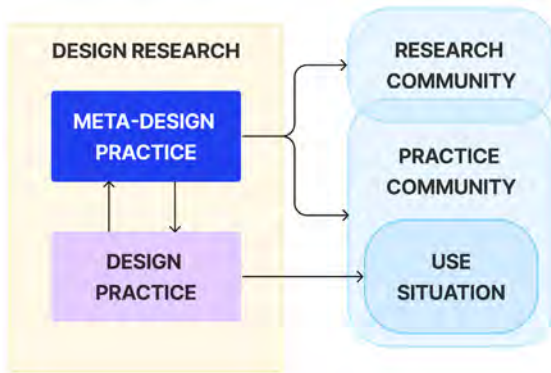 DESIGN RESEARCH
META-DESIGN
PRACTICE
DESIGN
PRACTICE
RESEARCH
COMMUNITY
PRACTICE
COMMUNITY
USE
SITUATION